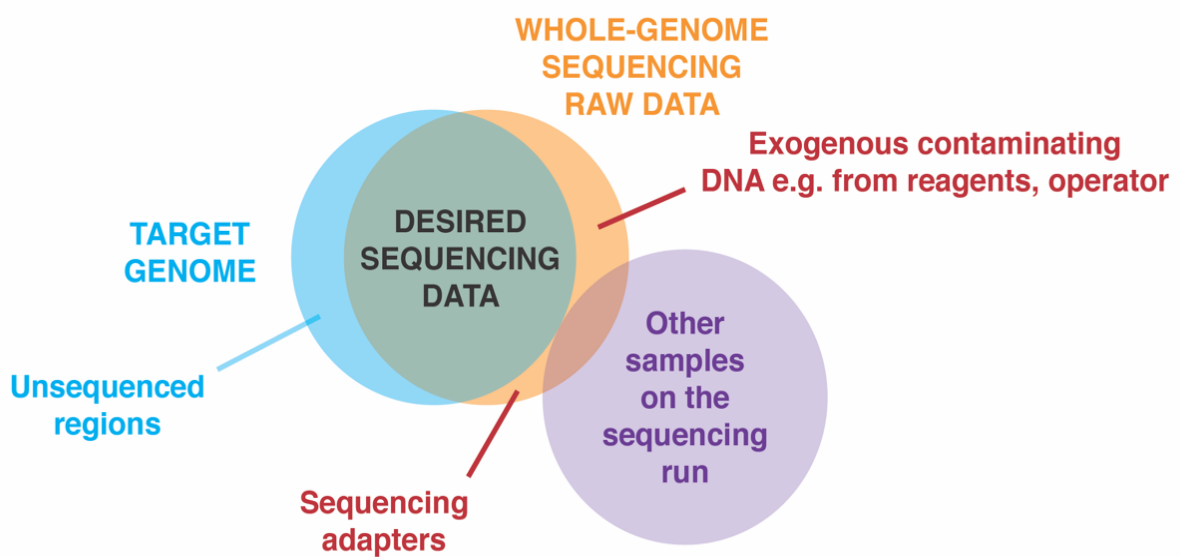 WHOLE-GENOME
SEQUENCING
RAW DATA
Exogenous contaminating
DNA e.g. from reagents, operator
TARGET
GENOME
DESIRED
SEQUENCING
DATA
Other
samples
on the
sequencing
run
Unsequenced
regions
Sequencing
adapters